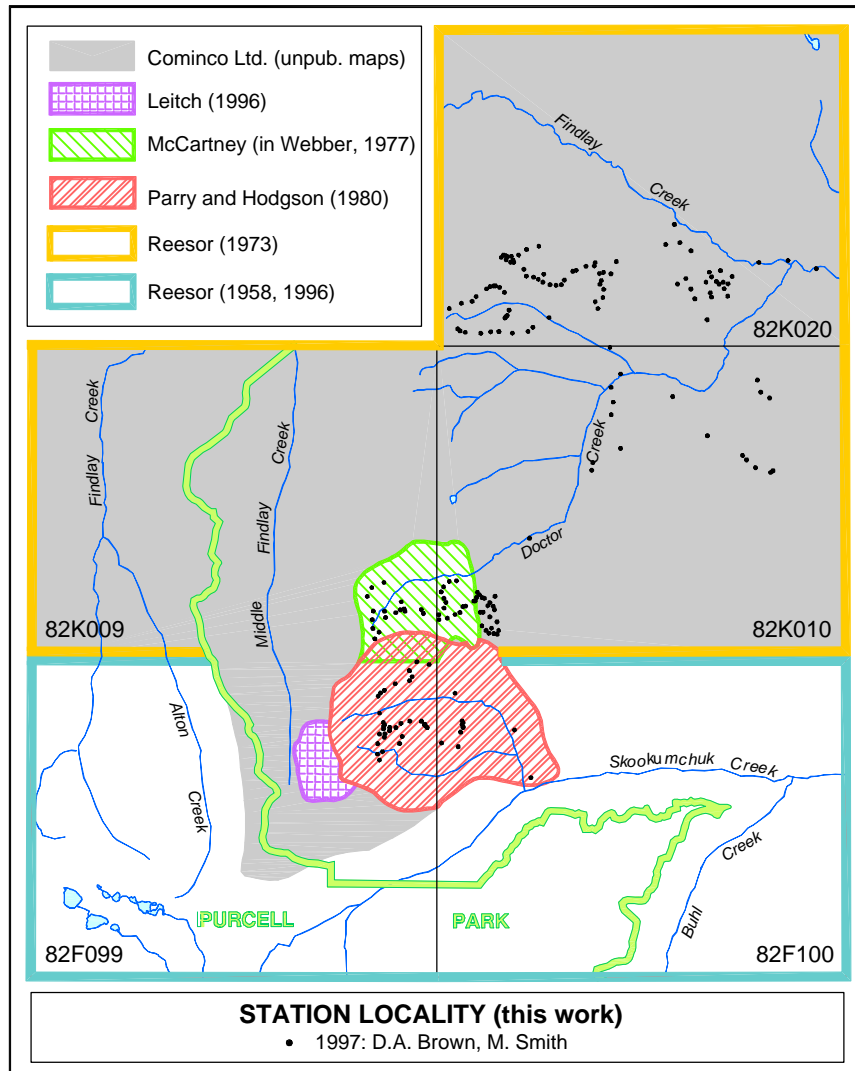 Cominco Ltd. (unpub. maps)
Leitch (1996)
McCartney (in Webber, 1977)
Parry and Hodgson (1980)
Reesor (1973)
Reesor (1958, 1996)
Findlay
Creek
82K020
Findlay
Creek
Middle
Findlay
Creek
Doctor
Creek
82K009
82K010
Alton
Creek
Skookumchuk Creek
Buhl
Creek
PURCELL PARK
82F099
82F100
STATION LOCALITY (this work)
• 1997: D.A. Brown, M. Smith